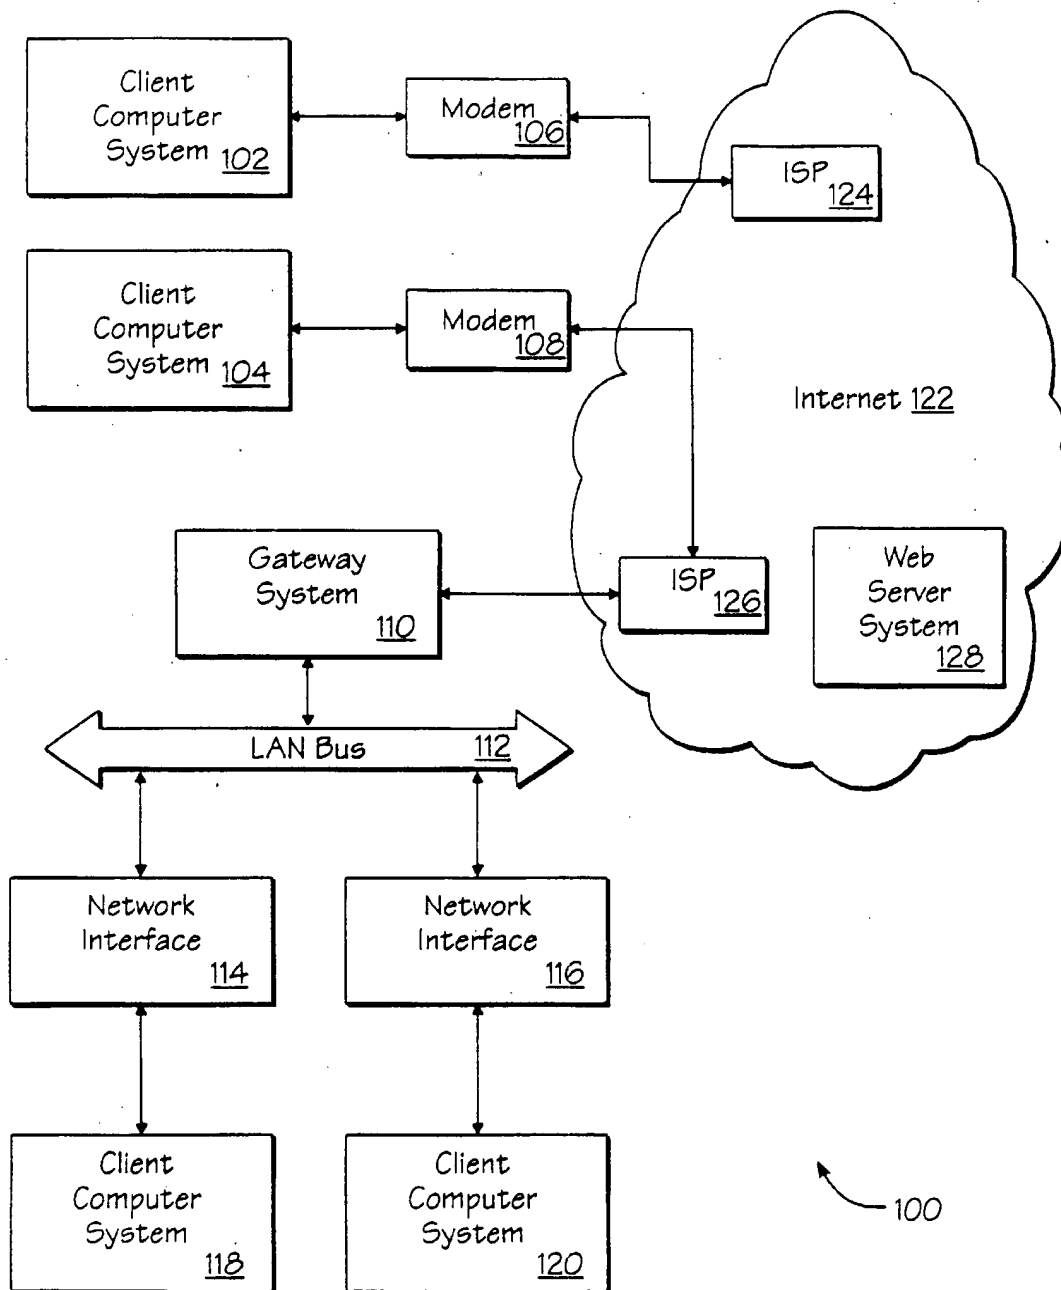 Client
Computer
System 102
Modem
106
ISP
124
Client
Computer
System 104
Modem
108
Internet 122
Gateway
System
110
ISP
126
Web
Server
System
128
LAN Bus 112
Network
Interface
114
Network
Interface
116
Client
Computer
System
118
Client
Computer
System
120
100